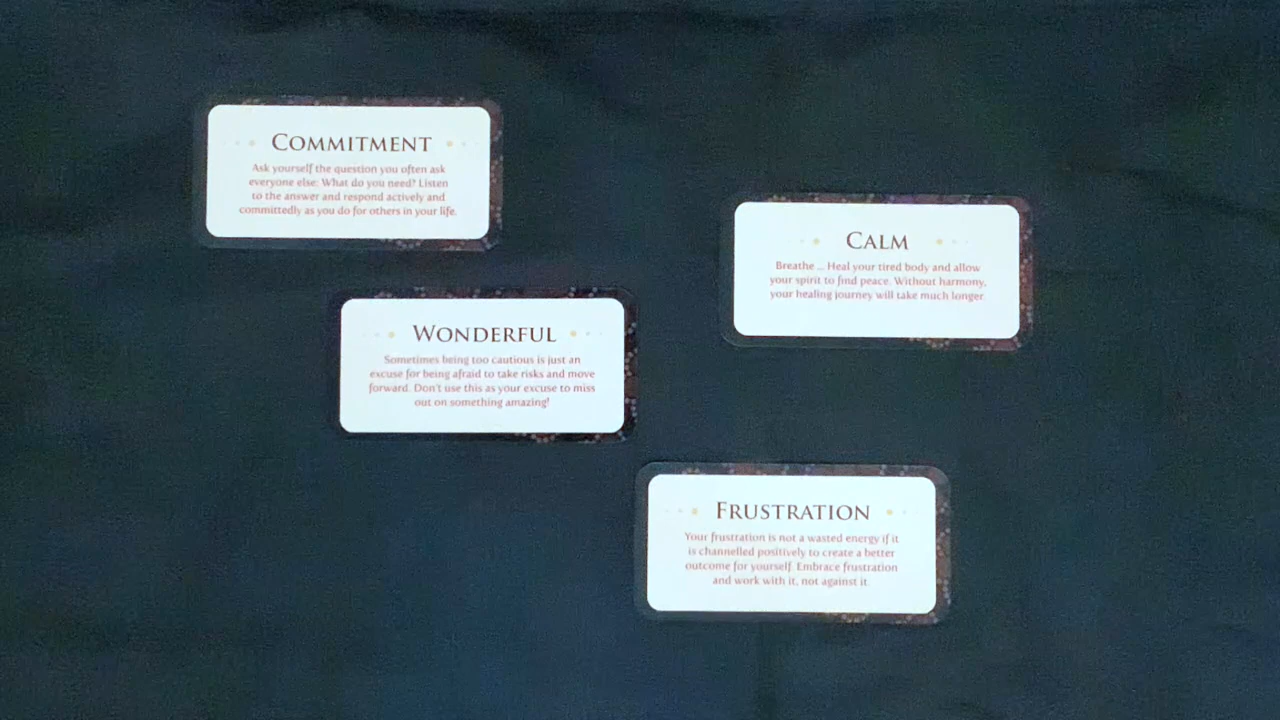 COMMITMENT
Ask yourself the question you often ask
everyone else: What do you need? Listen
to the answer and respond actively and
committedly as you do for others in your life.
CALM
Breathe ... Heal your tired body and allow
your spirit to find peace. Without harmony,
your healing journey will take much longer.
WONDERFUL
Sometimes being too cautious is just an
excuse for being afraid to take risks and move
forward. Don't use this as your excuse to miss
out on something amazing!
FRUSTRATION
Your frustration is not a wasted energy if it
is channelled positively to create a better
outcome for yourself. Embrace frustration
and work with it, not against it.